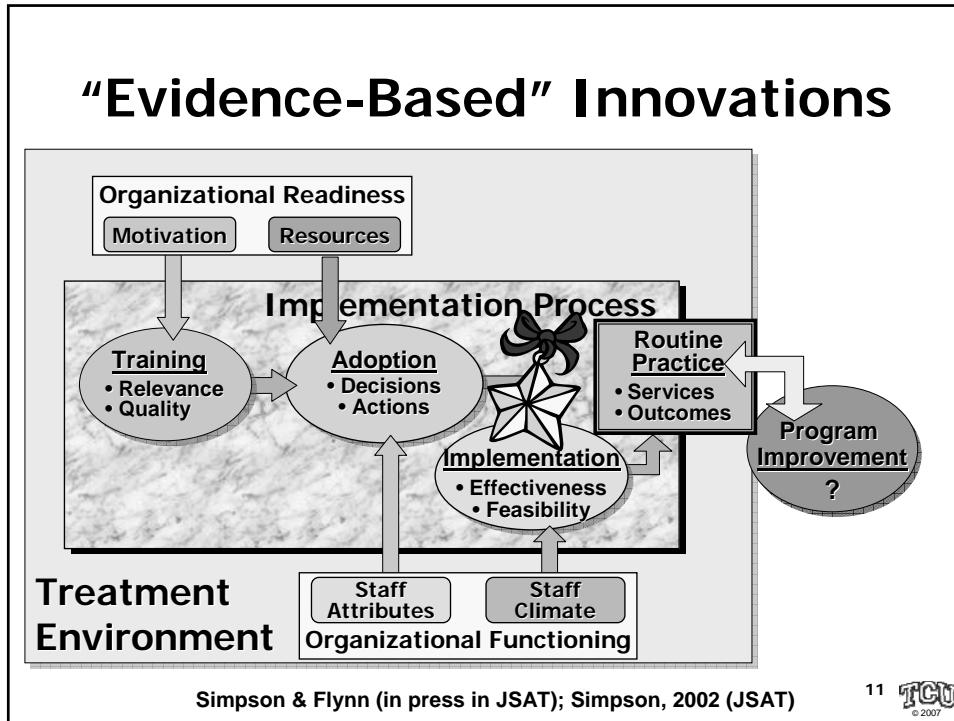 “Evidence-Based” Innovations
Organizational Readiness
Motivation
Resources
Implementation Process
Training
• Relevance
• Quality
Adoption
• Decisions
• Actions
Routine
Practice
• Services
• Outcomes
Implementation
• Effectiveness
• Feasibility
Program
Improvement
?
Treatment
Environment
Staff
Attributes
Staff
Climate
Organizational Functioning
Simpson & Flynn (in press in JSAT); Simpson, 2002 (JSAT)
11
TCU
© 2007